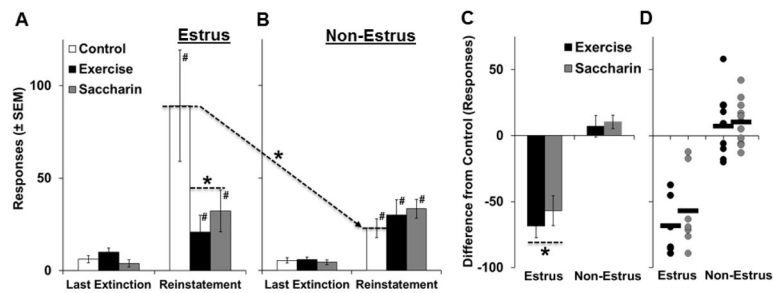 A
Estrus
B
Non-Estrus
Control
Exercise
Saccharin
Responses (± SEM)
100
50
0
#
#
#
*
*
#
#
#
Last Extinction Reinstatement
Last Extinction Reinstatement
C
D
Exercise
Saccharin
Difference from Control (Responses)
100
50
0
-50
-100
*
Estrus Non-Estrus
Estrus Non-Estrus